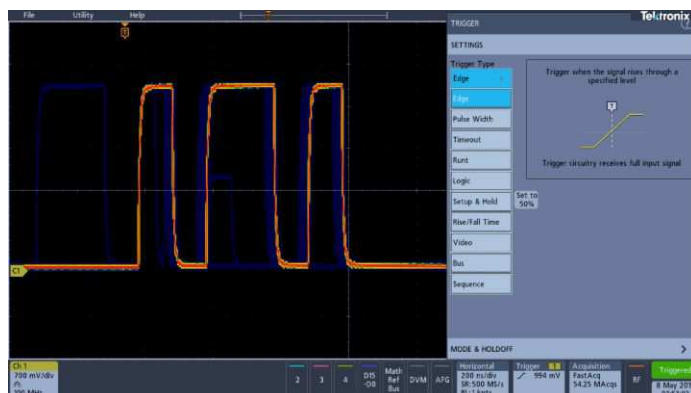 File Utility Help
Tektronix
TRIGGER
SETTINGS
Trigger Type
Edge
Edge
Pulse Width
Timeout
Runt
Logic
Setup & Hold
Rise/Fall Time
Video
Bus
Sequence
Set to
50%
Trigger when the signal rises through a
specified level
Trigger circuitry receives full input signal
MODE & HOLDOFF
C1
Ch 1
700 mV/div
2
3
4
D15
-D0
Math
Ref
Bus
DVM
AFG
Horizontal
200 ns/div
SR: 500 MS/s
Trigger 1
994 mV
Acquisition
FastAcq
54.25 MAcqs
RF
Triggered